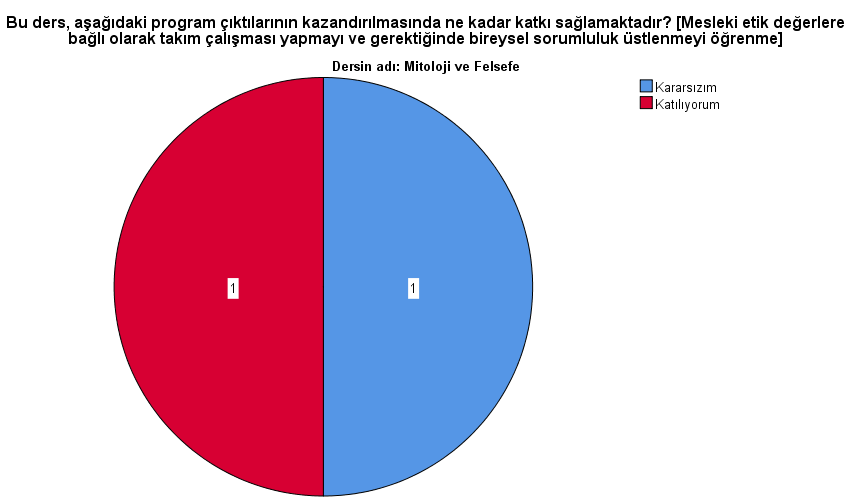 Bu ders, aşağıdaki program çıktılarının kazandırılmasında ne kadar katkı sağlamaktadır? [Mesleki etik değerlere
bağlı olarak takım çalışması yapmayı ve gerektiğinde bireysel sorumluluk üstlenmeyi öğrenme]
Dersin adı: Mitoloji ve Felsefe
Kararsızım
Katılıyorum
1
1